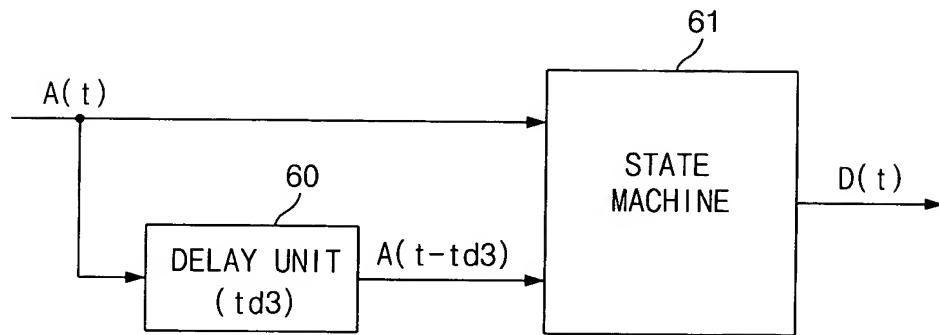 61
A(t)
STATE
MACHINE
D(t)
60
DELAY UNIT
(td3)
A(t-td3)